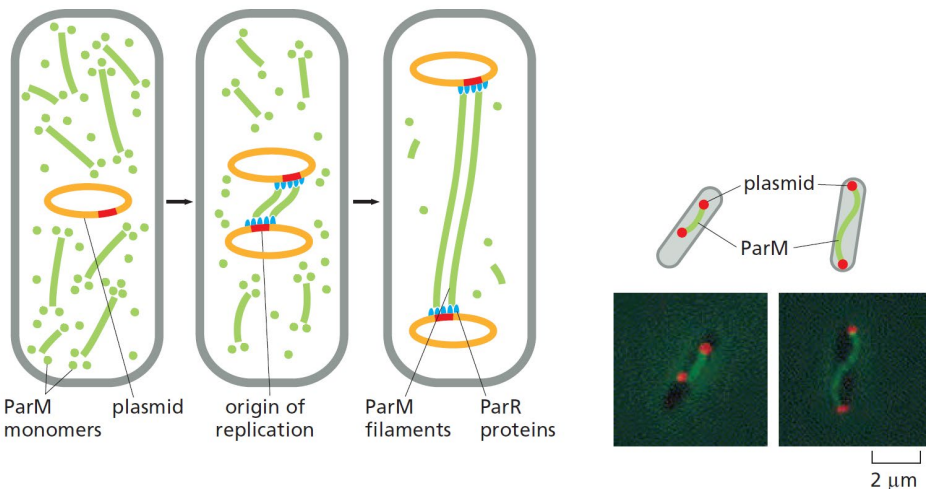 plasmid
ParM
ParM
monomers
plasmid
origin of
replication
ParM
filaments
ParR
proteins
2 μm